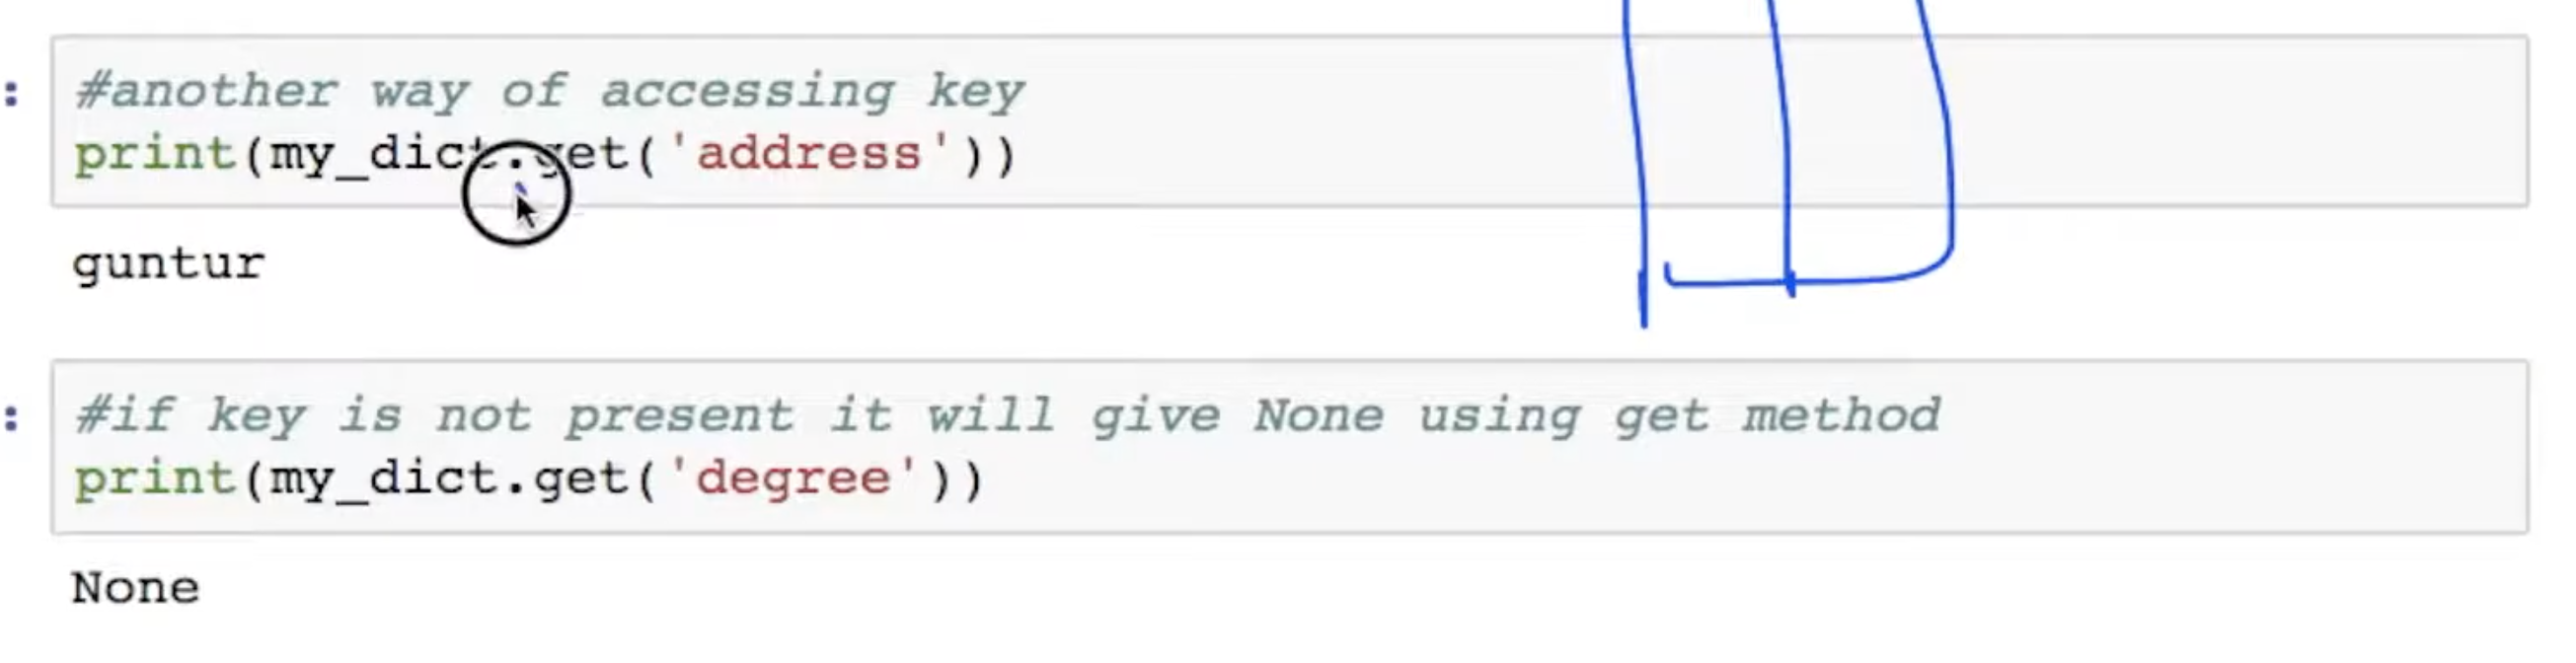 :
#another way of accessing key
print(my_dict.get('address'))
guntur
:
#if key is not present it will give None using get method
print(my_dict.get('degree'))
None